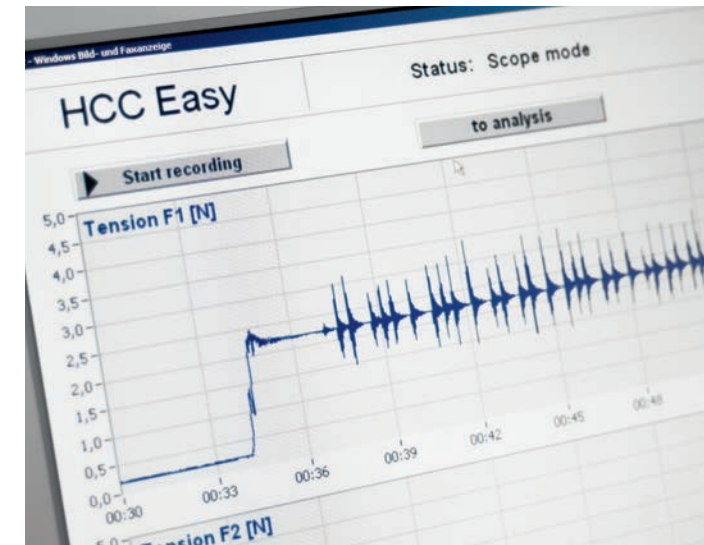 - Windows Bild- und Faxanzeige
HCC Easy
Status: Scope mode
Start recording
to analysis
Tension F1 [N]
5,0
4,5
4,0
3,5
3,0
2,5
2,0
1,5
1,0
0,5
0,0
00:30
00:33
00:36
00:39
00:42
00:45
00:48
5,0
Tension F2 [N]